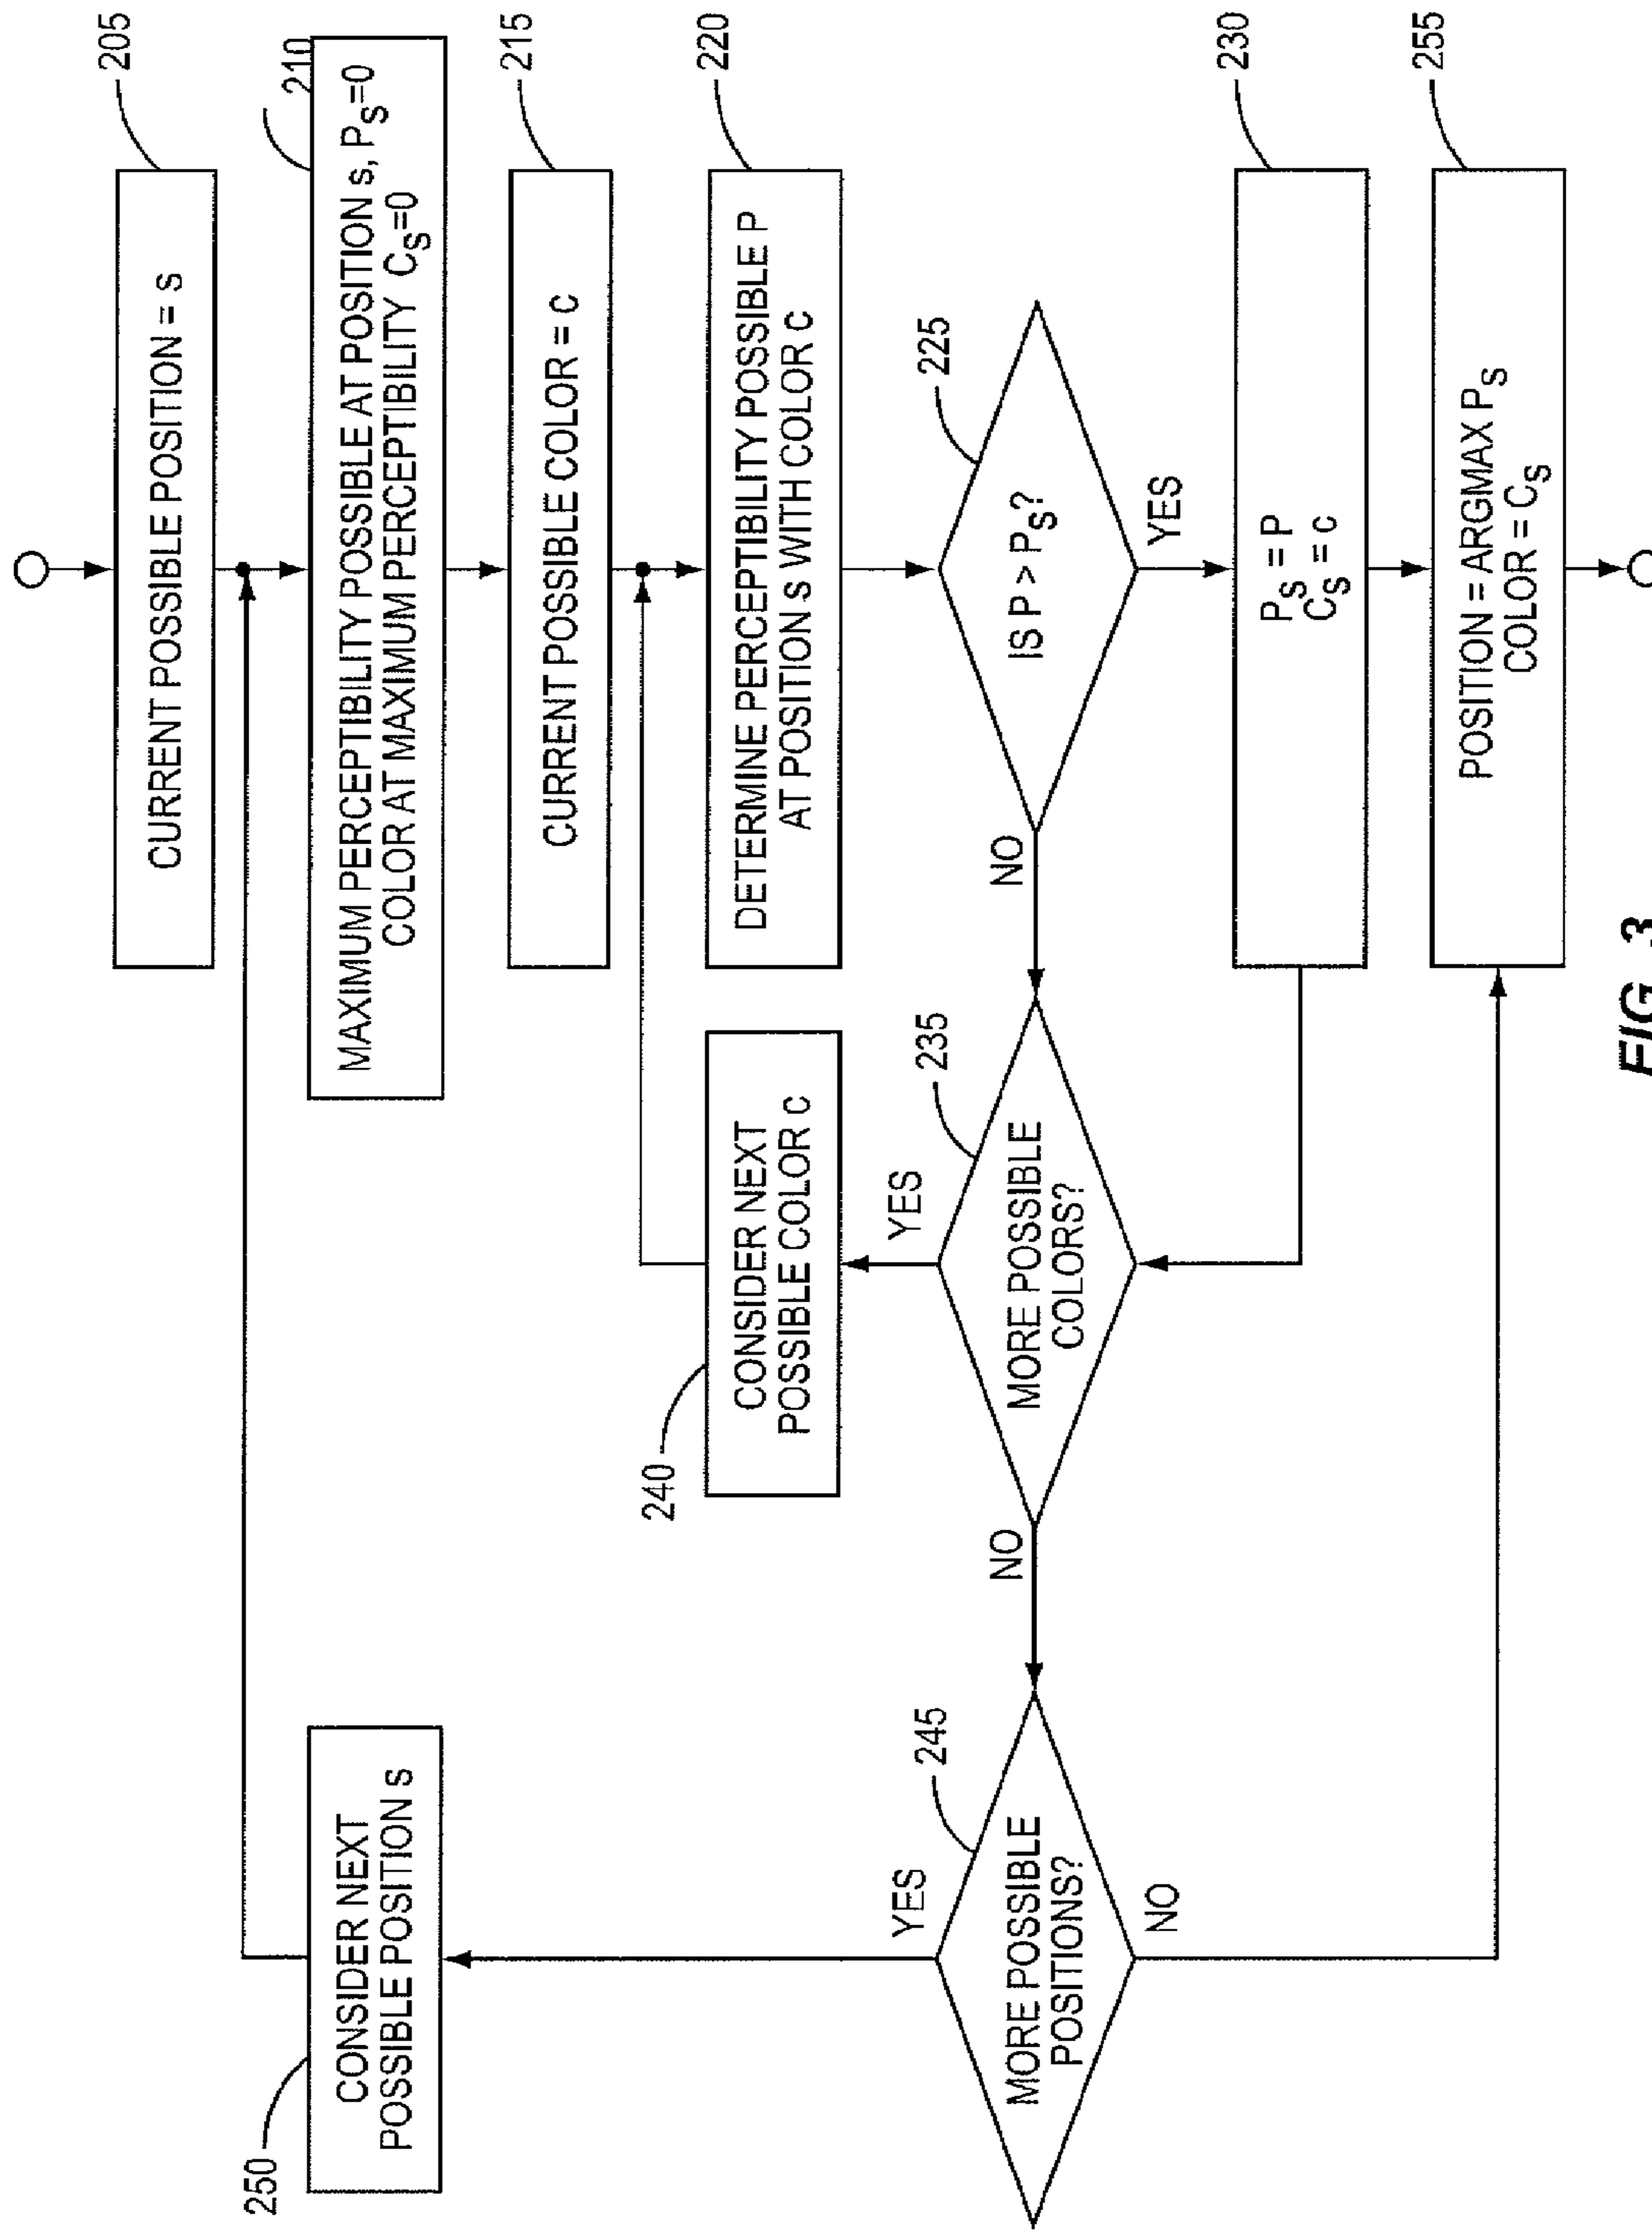 205
CURRENT POSSIBLE POSITION = s
210
MAXIMUM PERCEPTIBILITY POSSIBLE AT POSITION s, PS=0
COLOR AT MAXIMUM PERCEPTIBILITY CS=0
215
CURRENT POSSIBLE COLOR = c
220
DETERMINE PERCEPTIBILITY POSSIBLE P
AT POSITION s WITH COLOR c
225
IS P > PS?
YES
NO
230
PS = P
CS = c
235
MORE POSSIBLE
COLORS?
YES
NO
240
CONSIDER NEXT
POSSIBLE COLOR c
245
MORE POSSIBLE
POSITIONS?
YES
NO
250
CONSIDER NEXT
POSSIBLE POSITION s
255
POSITION = ARGMAX PS
COLOR = CS
FIG. 3